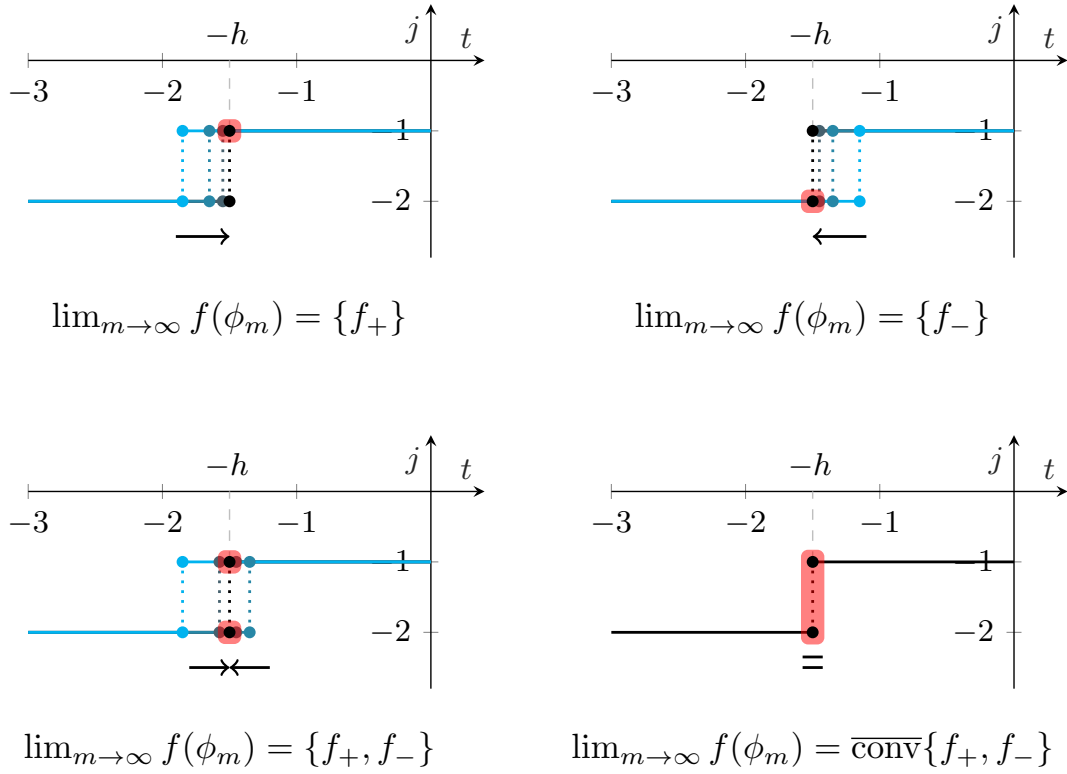 j t −h
−3 −2 −1
−1
−2
lim_{m→∞} f(ϕ_m) = {f_+}
j t −h
−3 −2 −1
−1
−2
lim_{m→∞} f(ϕ_m) = {f_−}
j t −h
−3 −2 −1
−1
−2
lim_{m→∞} f(ϕ_m) = {f_+, f_−}
j t −h
−3 −2 −1
−1
−2
lim_{m→∞} f(ϕ_m) = \overline{conv}{f_+, f_−}